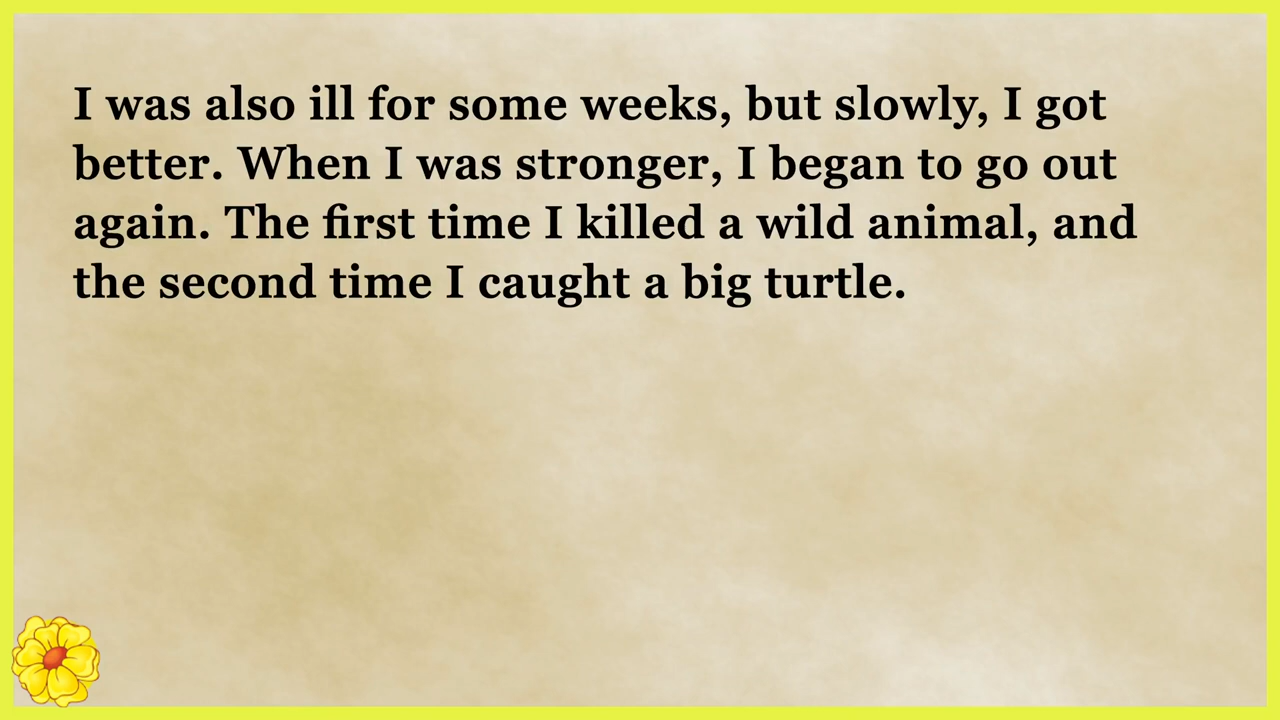 I was also ill for some weeks, but slowly, I got
better. When I was stronger, I began to go out
again. The first time I killed a wild animal, and
the second time I caught a big turtle.